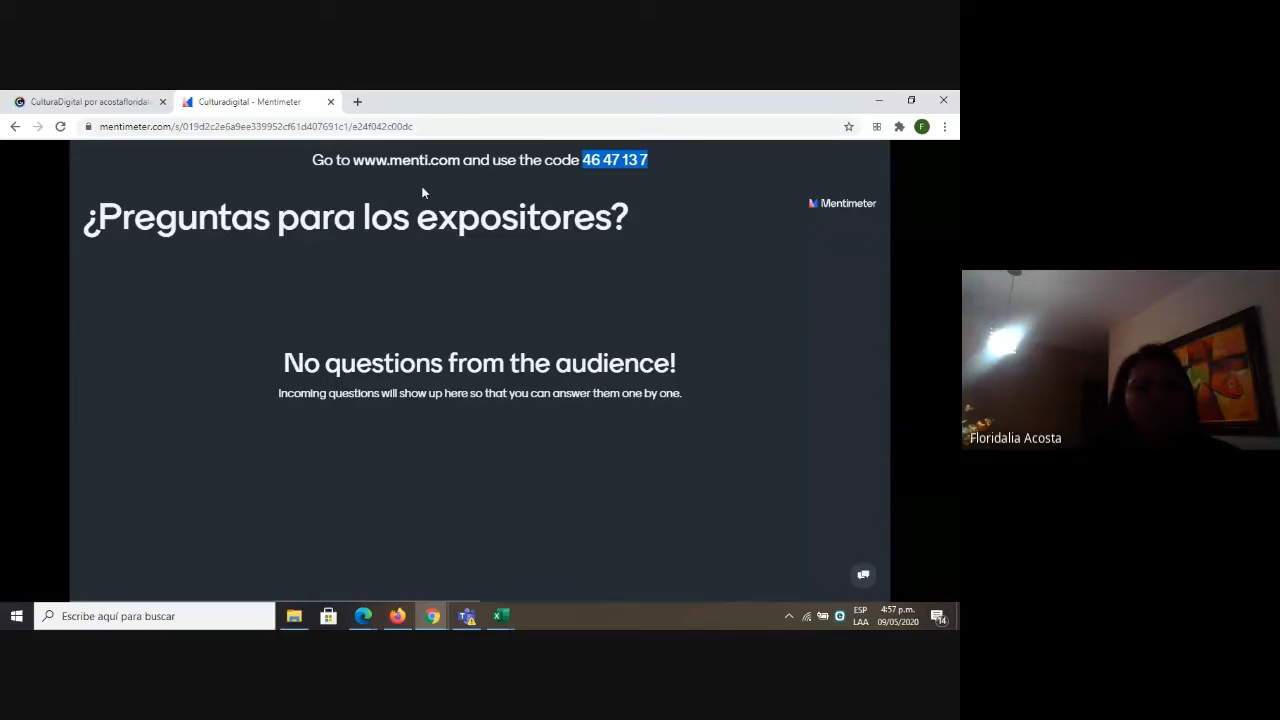 CulturaDigital por acostafloridal
Culturadigital - Mentimeter
mentimeter.com/s/019d2c2e6a9ee339952cf61d407691c1/e24f042c00dc
F
Go to www.menti.com and use the code 46 47 13 7
Mentimeter
¿Preguntas para los expositores?
No questions from the audience!
Incoming questions will show up here so that you can answer them one by one.
Floridalia Acosta
Escribe aquí para buscar
ESP
LAA
4:57 p.m.
09/05/2020
14